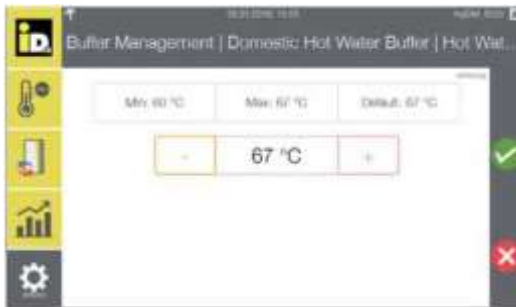 iD.
Buffer Management | Domestic Hot Water Buffer | Hot Wat...
Min: 60 °C
Max: 67 °C
Default: 67 °C
- 67 °C +